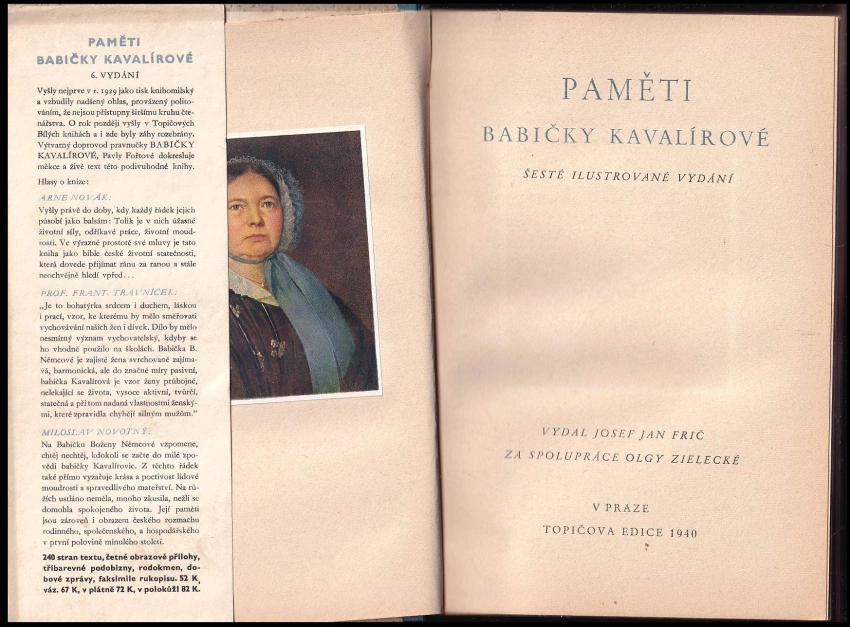 PAMĚTI
BABIČKY KAVALÍROVÉ
6. VYDÁNÍ
Vyšly nejprve v r. 1929 jako tisk knihomilský
a vzbudily nadšený ohlas, provázený polito-
váním, že nejsou přístupny širšímu kruhu čte-
nářstva. O rok později vyšly v Topičových
Bílých knihách a i zde byly záhy rozebrány.
Výtvarný doprovod pravnučky BABIČKY
KAVALÍROVÉ, Pavly Fořtové dokresluje
měkce a živě text této podivuhodné knihy.
Hlasy o knize:
ARNE NOVÁK:
Vyšly právě do doby, kdy každý řádek jejich
působí jako balsám: Tolik je v nich úžasné
životní síly, odříkavé práce, životní moud-
rosti. Ve výrazné prostotě své mluvy je tato
kniha jako bible české životní statečnosti,
která dovede přijímat ránu za ranou a stále
neochvějně hledí vpřed...
PROF. FRANT. TRÁVNÍČEK:
„Je to bohatýrka srdcem i duchem, láskou
i prací, vzor, ke kterému by mělo směřovati
vychovávání našich žen i dívek. Dílo by mělo
nesmírný význam vychovatelský, kdyby se
ho vhodně použilo na školách. Babička B.
Němcové je zajisté žena svrchovaně zajíma-
vá, harmonická, ale do značné míry pasivní,
babička Kavalírová je vzor ženy průbojné,
nelekající se života, vysoce aktivní, tvůrčí,
statečná a při tom nadaná vlastnostmi ženský-
mi, které zpravidla chybějí silným mužům."
MILOSLAV NOVOTNÝ:
Na Babičku Boženy Němcové vzpomene,
chtěj nechtěj, kdokoli se začte do milé zpo-
vědi babičky Kavalírovic. Z těchto řádek
také přímo vyzařuje krása a poctivost lidové
moudrosti a spravedlivého mateřství. Na rů-
žích ustláno neměla, mnoho zkusila, nežli se
domohla spokojeného života. Její paměti
jsou zároveň i obrazem českého rozmachu
rodinného, společenského, a hospodářského
v první polovině minulého století.
240 stran textu, četné obrazové přílohy,
tříbarevné podobizny, rodokmen, do-
bové zprávy, faksimile rukopisu. 52 K,
váz. 67 K, v plátně 72 K, v polokůži 82 K.
PAMĚTI
BABIČKY KAVALÍROVÉ
ŠESTÉ ILUSTROVANÉ VYDÁNÍ
VYDAL JOSEF JAN FRIČ
ZA SPOLUPRÁCE OLGY ZIELECKÉ
V PRAZE
TOPIČOVA EDICE 1940